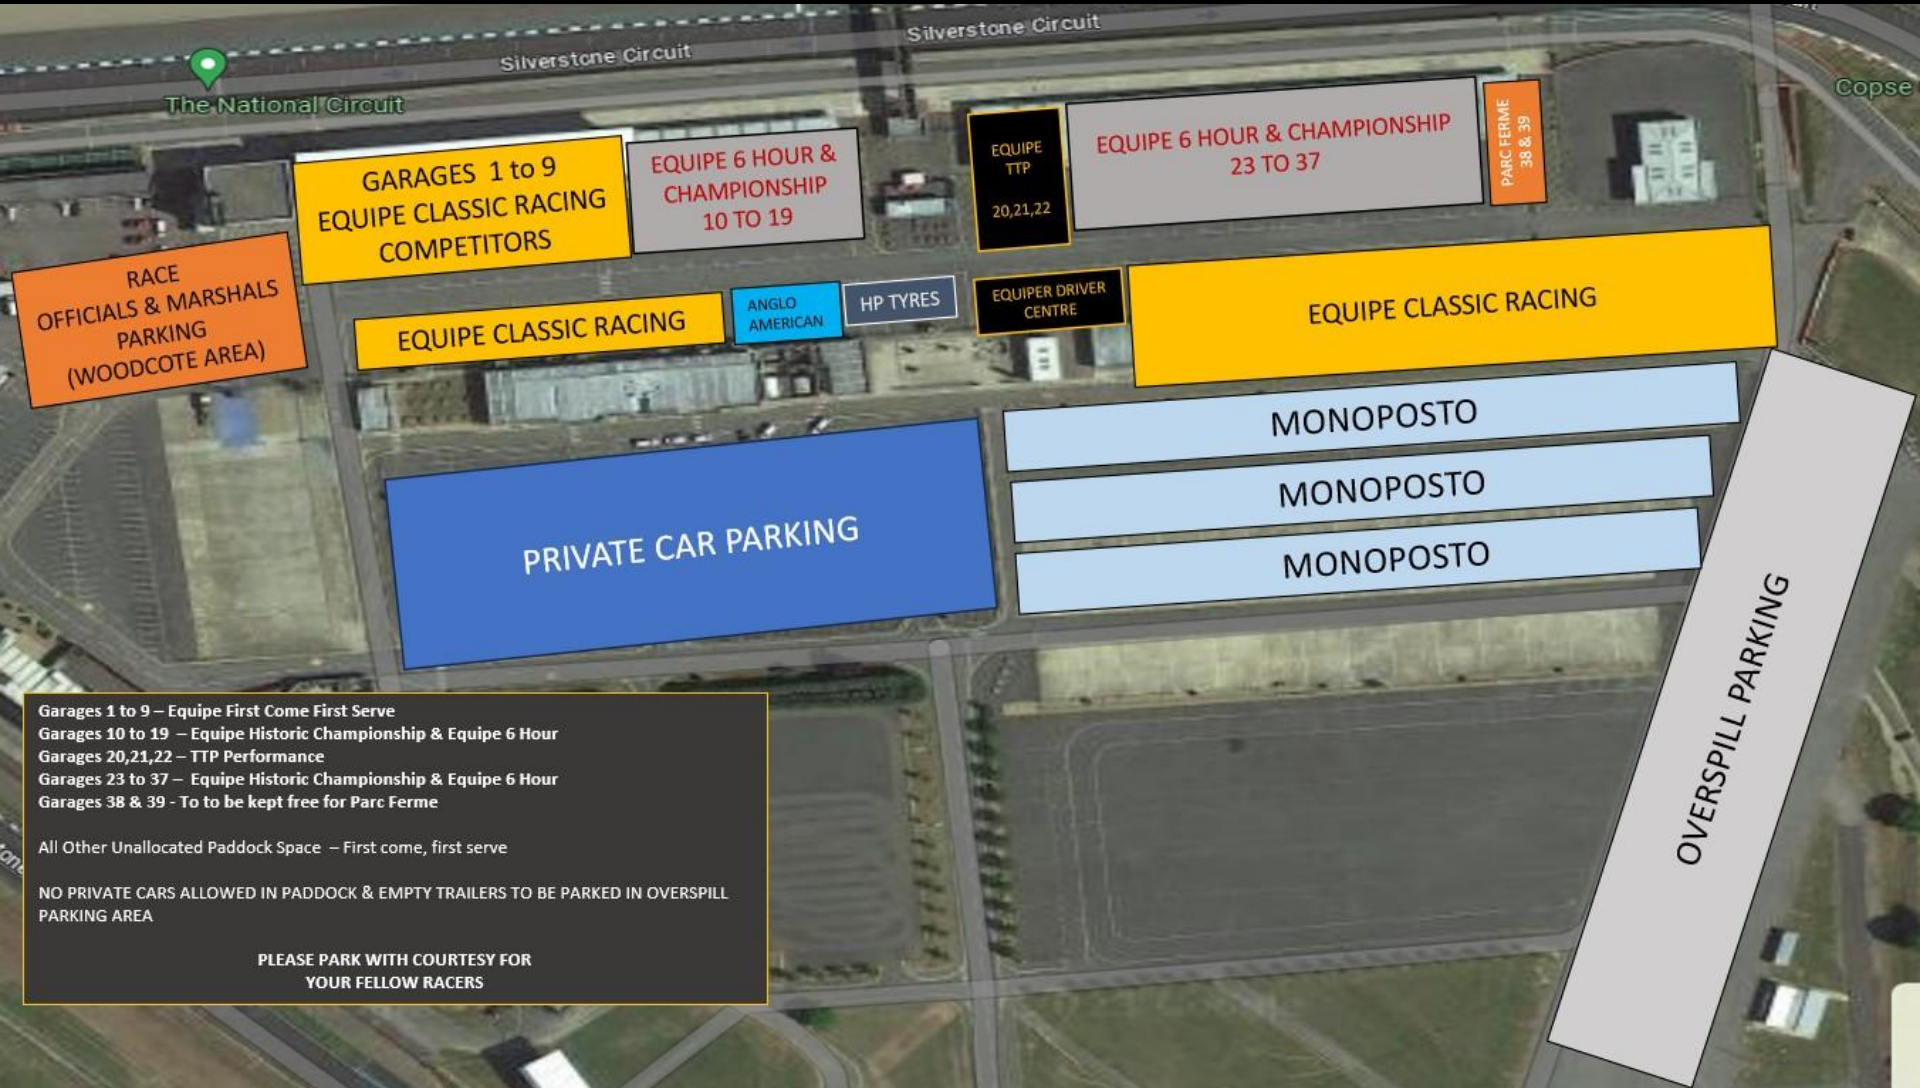 Silverstone Circuit
Silverstone Circuit
The National Circuit
Copse
GARAGES 1 to 9
EQUIPE CLASSIC RACING
COMPETITORS
EQUIPE 6 HOUR &
CHAMPIONSHIP
10 TO 19
EQUIPE
TTP
20,21,22
EQUIPE 6 HOUR & CHAMPIONSHIP
23 TO 37
PARC FERME
38 & 39
RACE
OFFICIALS & MARSHALS
PARKING
(WOODCOTE AREA)
EQUIPE CLASSIC RACING
ANGLO
AMERICAN
HP TYRES
EQUIPER DRIVER
CENTRE
EQUIPE CLASSIC RACING
MONOPOSTO
MONOPOSTO
MONOPOSTO
PRIVATE CAR PARKING
OVERSPILL PARKING
Garages 1 to 9 – Equipe First Come First Serve
Garages 10 to 19 – Equipe Historic Championship & Equipe 6 Hour
Garages 20,21,22 – TTP Performance
Garages 23 to 37 – Equipe Historic Championship & Equipe 6 Hour
Garages 38 & 39 - To to be kept free for Parc Ferme
All Other Unallocated Paddock Space – First come, first serve
NO PRIVATE CARS ALLOWED IN PADDOCK & EMPTY TRAILERS TO BE PARKED IN OVERSPILL
PARKING AREA
PLEASE PARK WITH COURTESY FOR
YOUR FELLOW RACERS